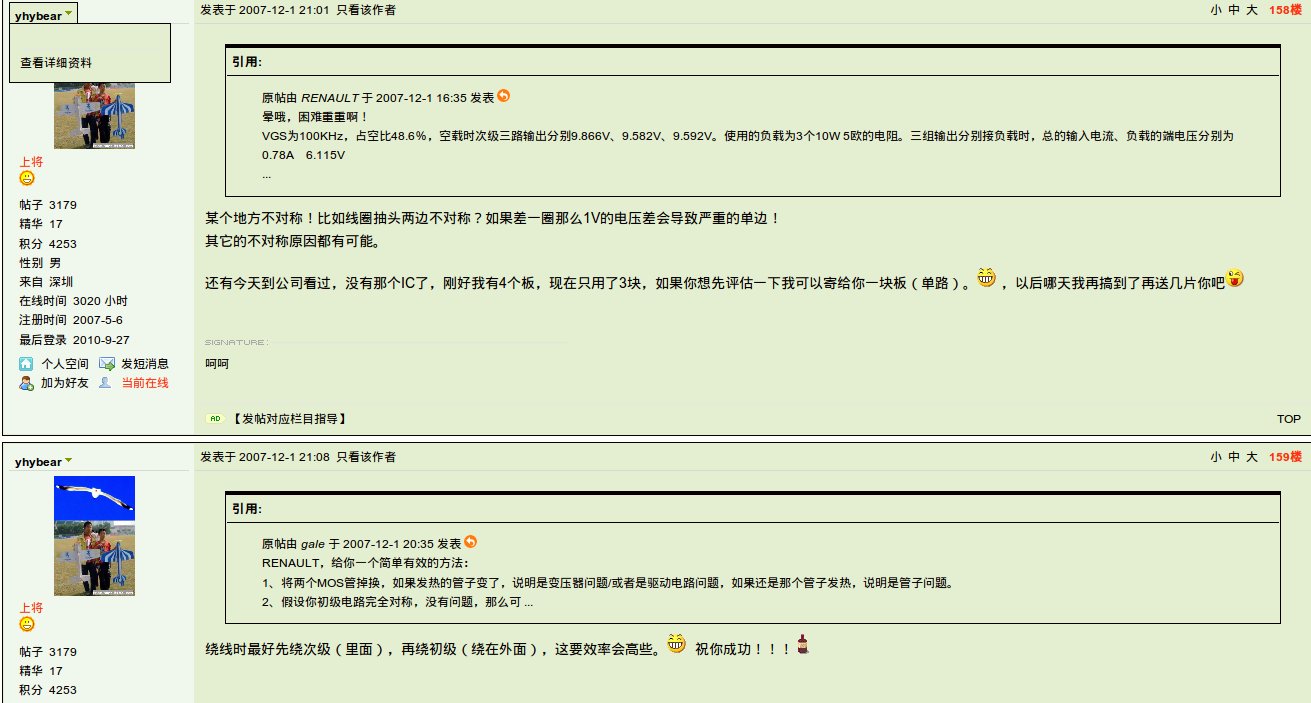 yhybear
发表于 2007-12-1 21:01 只看该作者
小 中 大 158楼
查看详细资料
上将
帖子 3179
精华 17
积分 4253
性别 男
来自 深圳
在线时间 3020 小时
注册时间 2007-5-6
最后登录 2010-9-27
个人空间 发短消息
加为好友 当前在线
引用:
原帖由 RENAULT 于 2007-12-1 16:35 发表
晕哦，困难重重啊！
VGS为100KHz，占空比48.6%，空载时次级三路输出分别9.866V、9.582V、9.592V。使用的负载为3个10W 5欧的电阻。三组输出分别接负载时，总的输入电流、负载的端电压分别为
0.78A 6.115V
...
某个地方不对称！比如线圈抽头两边不对称？如果差一圈那么1V的电压差会导致严重的单边！
其它的不对称原因都有可能。
还有今天到公司看过，没有那个IC了，刚好我有4个板，现在只用了3块，如果你想先评估一下我可以寄给你一块板（单路）。，以后哪天我再搞到了再送几片你吧
SIGNATURE:
呵呵
AD 【发帖对应栏目指导】
TOP
yhybear
发表于 2007-12-1 21:08 只看该作者
小 中 大 159楼
上将
帖子 3179
精华 17
积分 4253
引用:
原帖由 gale 于 2007-12-1 20:35 发表
RENAULT，给你一个简单有效的方法：
1、将两个MOS管掉换，如果发热的管子变了，说明是变压器问题/或者是驱动电路问题，如果还是那个管子发热，说明是管子问题。
2、假设你初级电路完全对称，没有问题，那么可 ...
绕线时最好先绕次级（里面），再绕初级（绕在外面），这要效率会高些。 祝你成功！！！